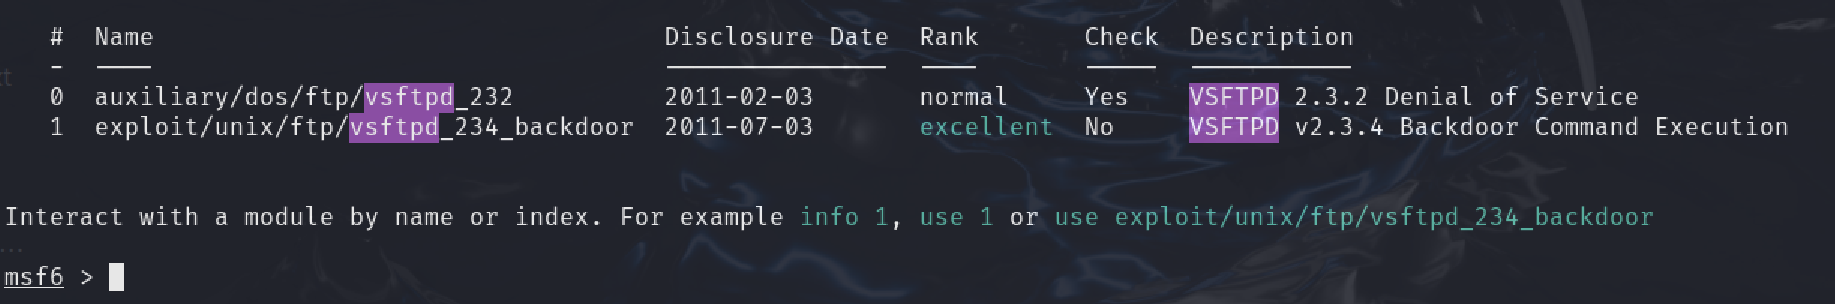 # Name Disclosure Date Rank Check Description
- ---- --------------- ---- ----- -----------
0 auxiliary/dos/ftp/vsftpd_232 2011-02-03 normal Yes VSFTPD 2.3.2 Denial of Service
1 exploit/unix/ftp/vsftpd_234_backdoor 2011-07-03 excellent No VSFTPD v2.3.4 Backdoor Command Execution
Interact with a module by name or index. For example info 1, use 1 or use exploit/unix/ftp/vsftpd_234_backdoor
msf6 >